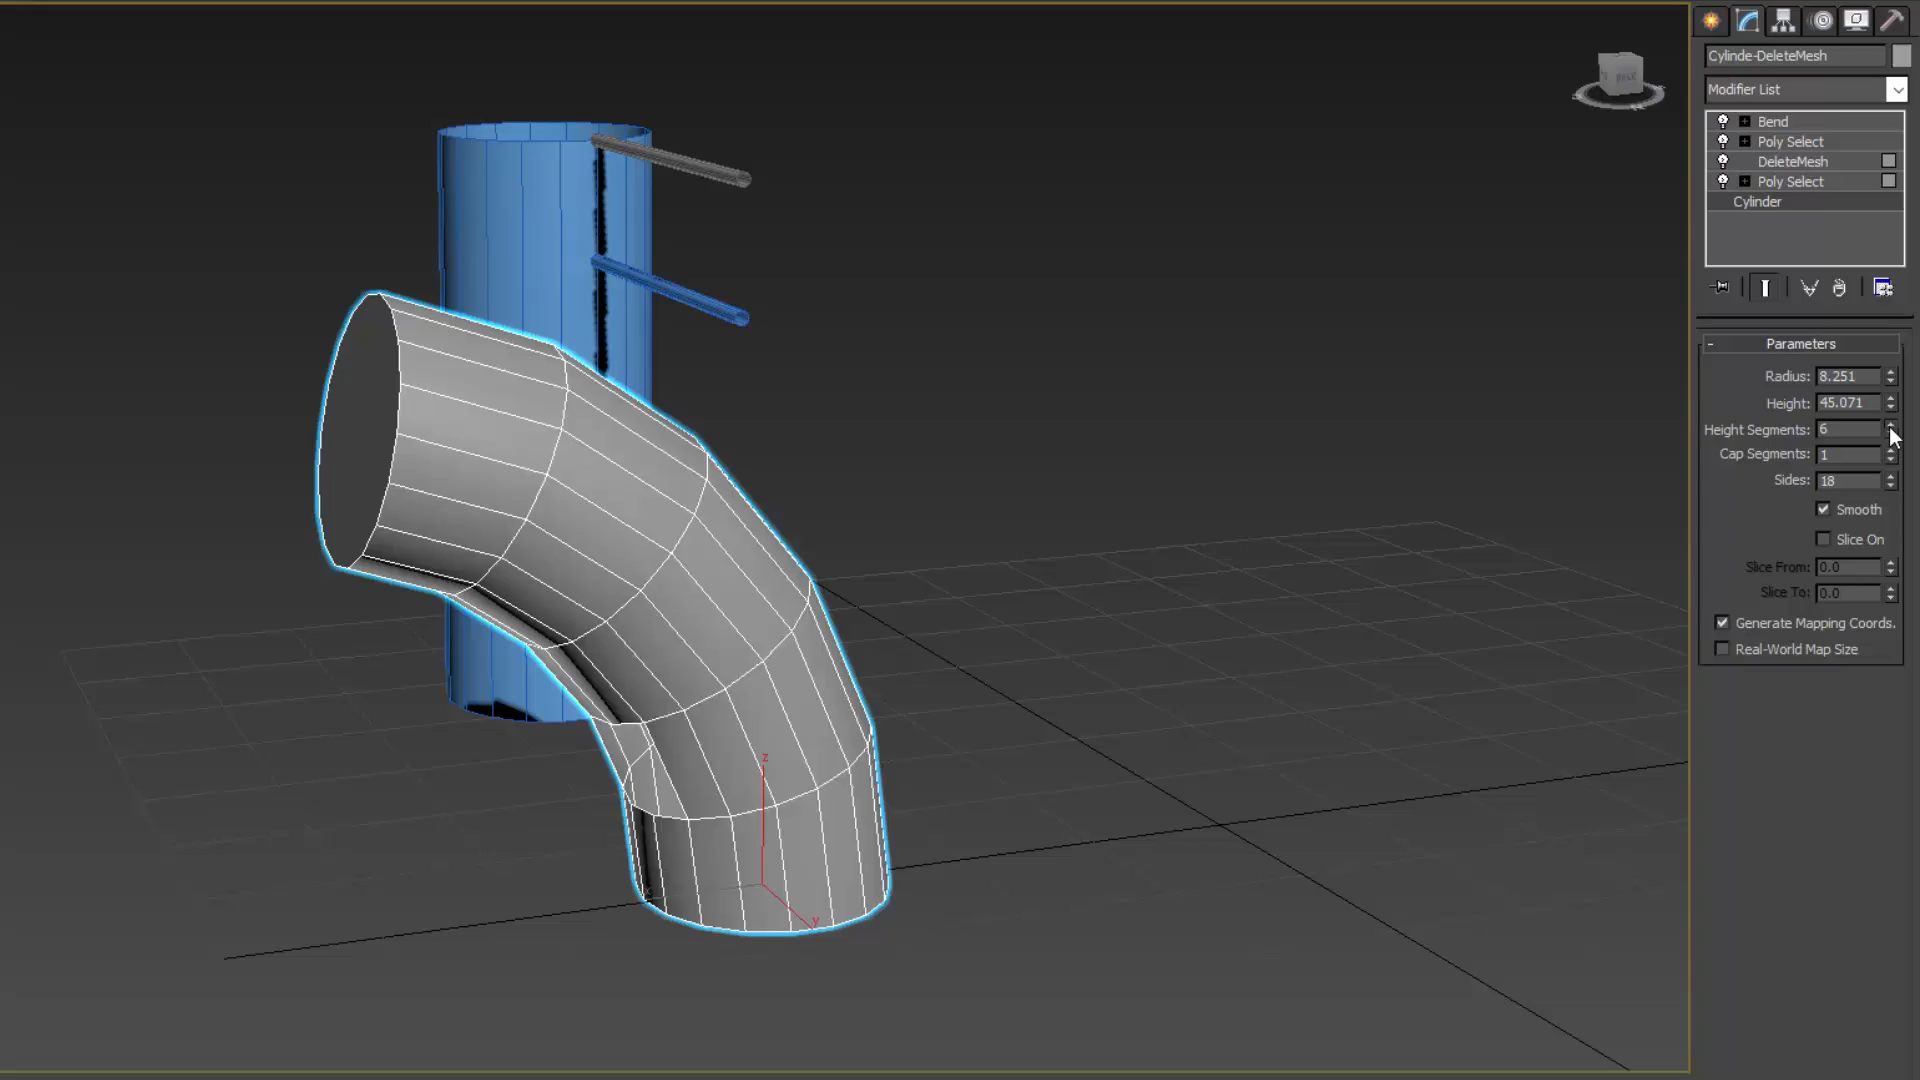 Cylinde-DeleteMesh
Modifier List
Bend
Poly Select
DeleteMesh
Poly Select
Cylinder
- Parameters
Radius: 8.251
Height: 45.071
Height Segments: 6
Cap Segments: 1
Sides: 18
Smooth
Slice On
Slice From: 0.0
Slice To: 0.0
Generate Mapping Coords.
Real-World Map Size
z
y